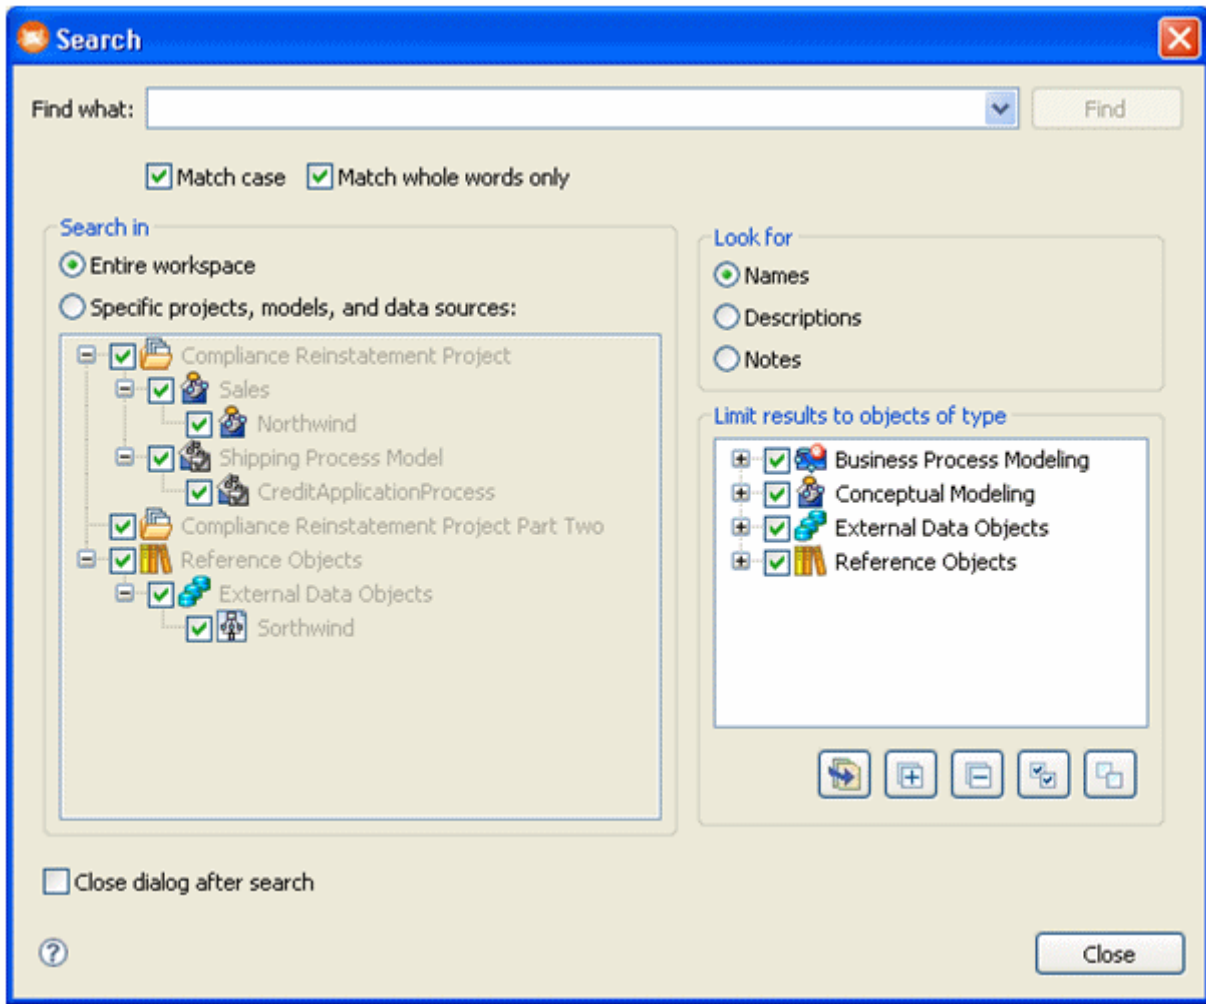 Search
Find what:
Find
Match case Match whole words only
Search in
Entire workspace
Specific projects, models, and data sources:
Compliance Reinstatement Project
Sales
Northwind
Shipping Process Model
CreditApplicationProcess
Compliance Reinstatement Project Part Two
Reference Objects
External Data Objects
Sorthwind
Look for
Names
Descriptions
Notes
Limit results to objects of type
Business Process Modeling
Conceptual Modeling
External Data Objects
Reference Objects
Close dialog after search
?
Close